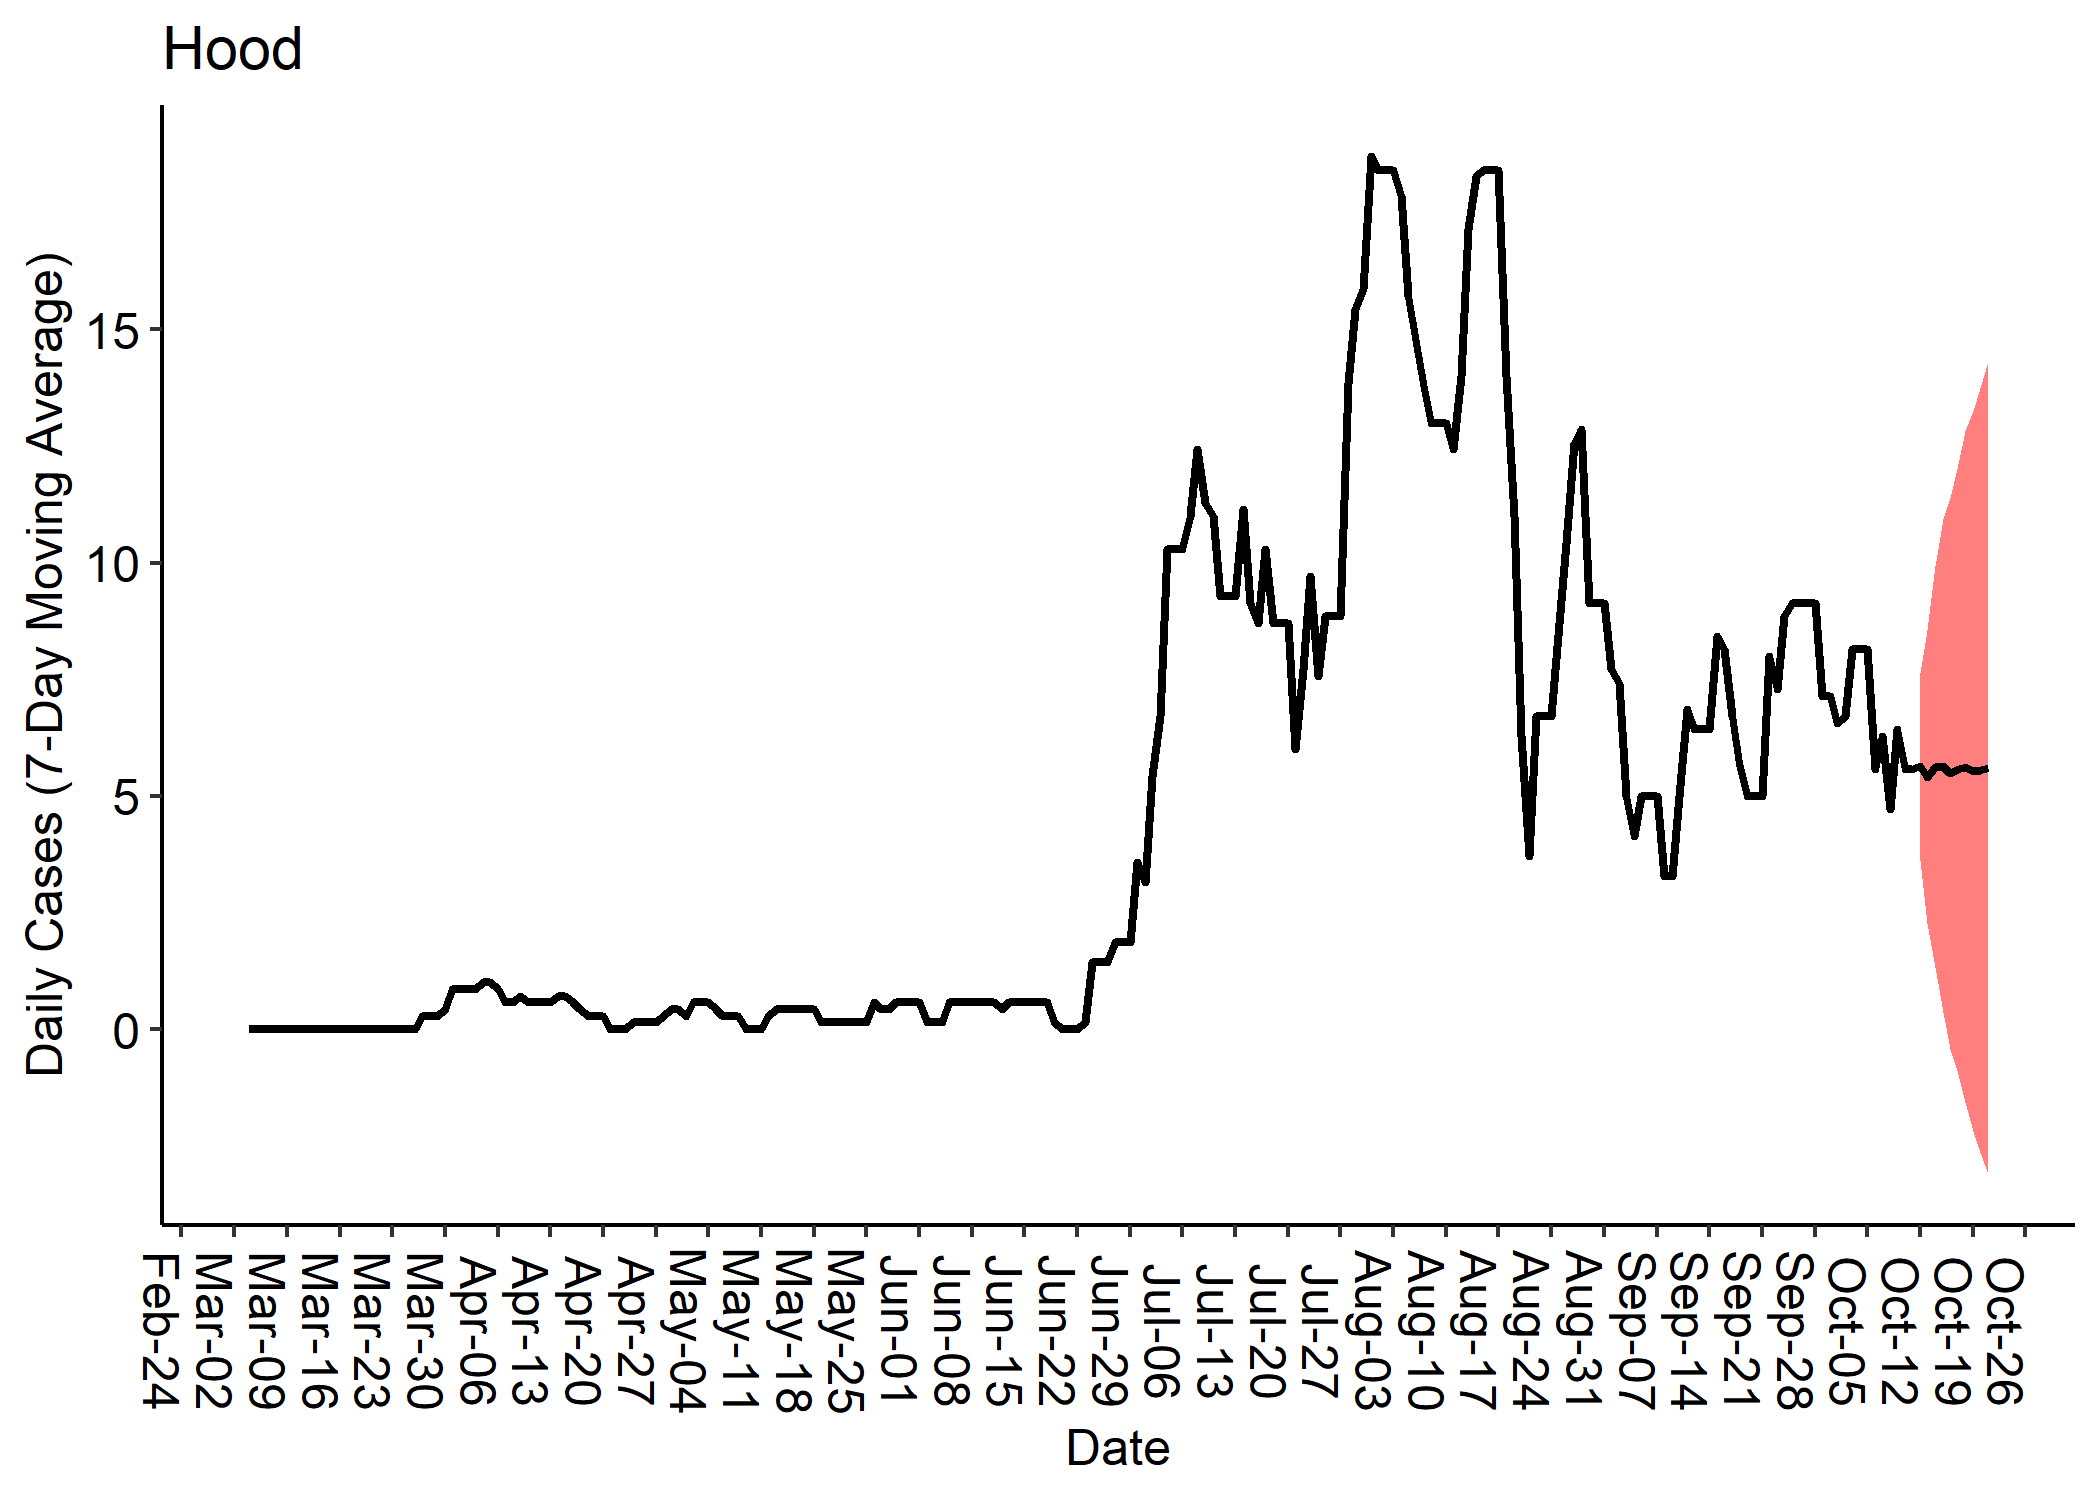 Hood
Daily Cases (7-Day Moving Average)
15
10
5
0
Feb-24
Mar-02
Mar-09
Mar-16
Mar-23
Mar-30
Apr-06
Apr-13
Apr-20
Apr-27
May-04
May-11
May-18
May-25
Jun-01
Jun-08
Jun-15
Jun-22
Jun-29
Jul-06
Jul-13
Jul-20
Jul-27
Aug-03
Aug-10
Aug-17
Aug-24
Aug-31
Sep-07
Sep-14
Sep-21
Sep-28
Oct-05
Oct-12
Oct-19
Oct-26
Date